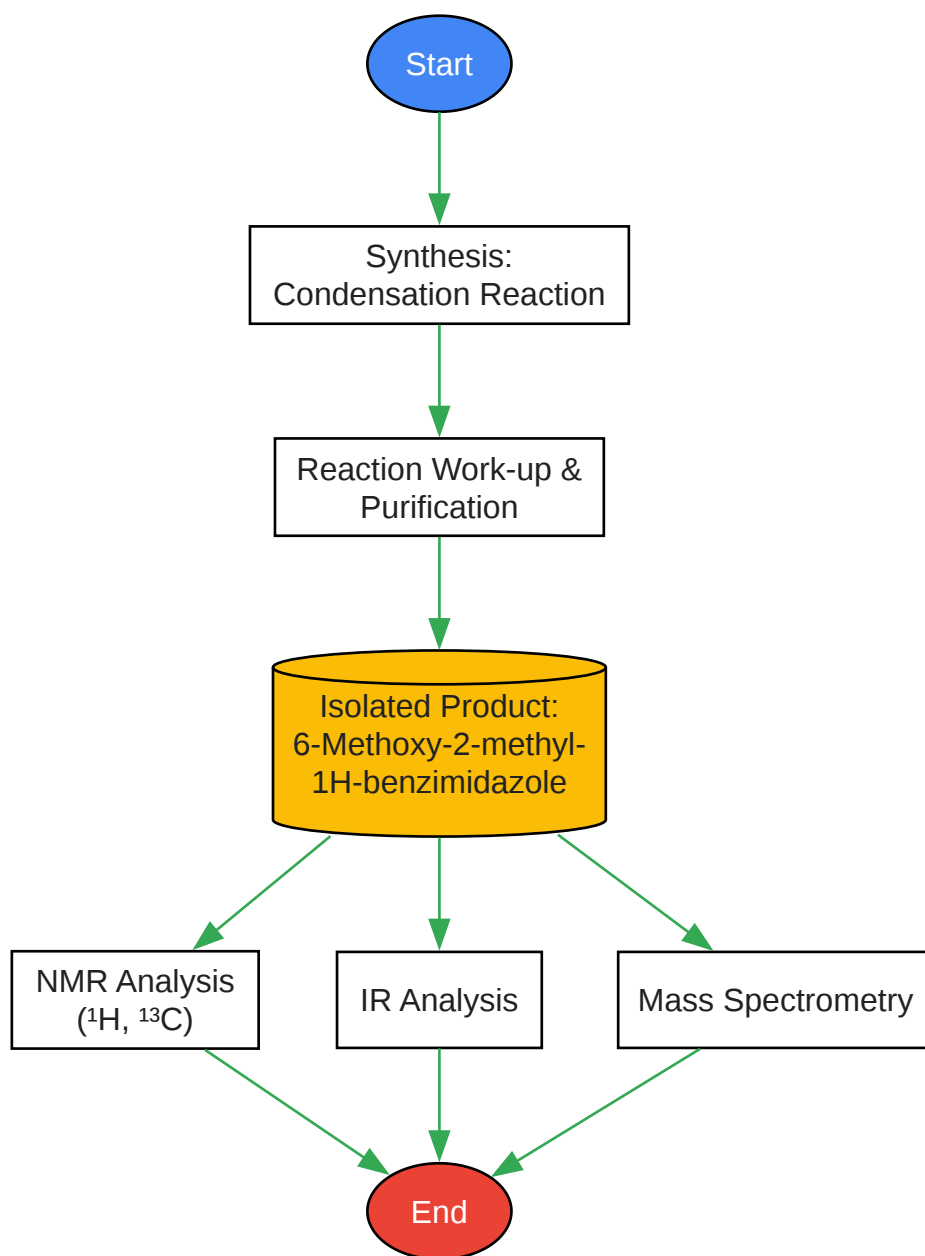 Start
Synthesis:
Condensation Reaction
Reaction Work-up &
Purification
Isolated Product:
6-Methoxy-2-methyl-
1H-benzimidazole
NMR Analysis
(¹H, ¹³C)
IR Analysis
Mass Spectrometry
End